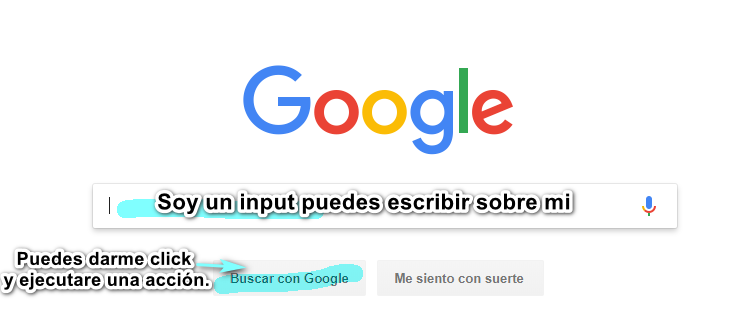 Google
Soy un input puedes escribir sobre mi
Puedes darme click
y ejecutare una acción.
Buscar con Google
Me siento con suerte